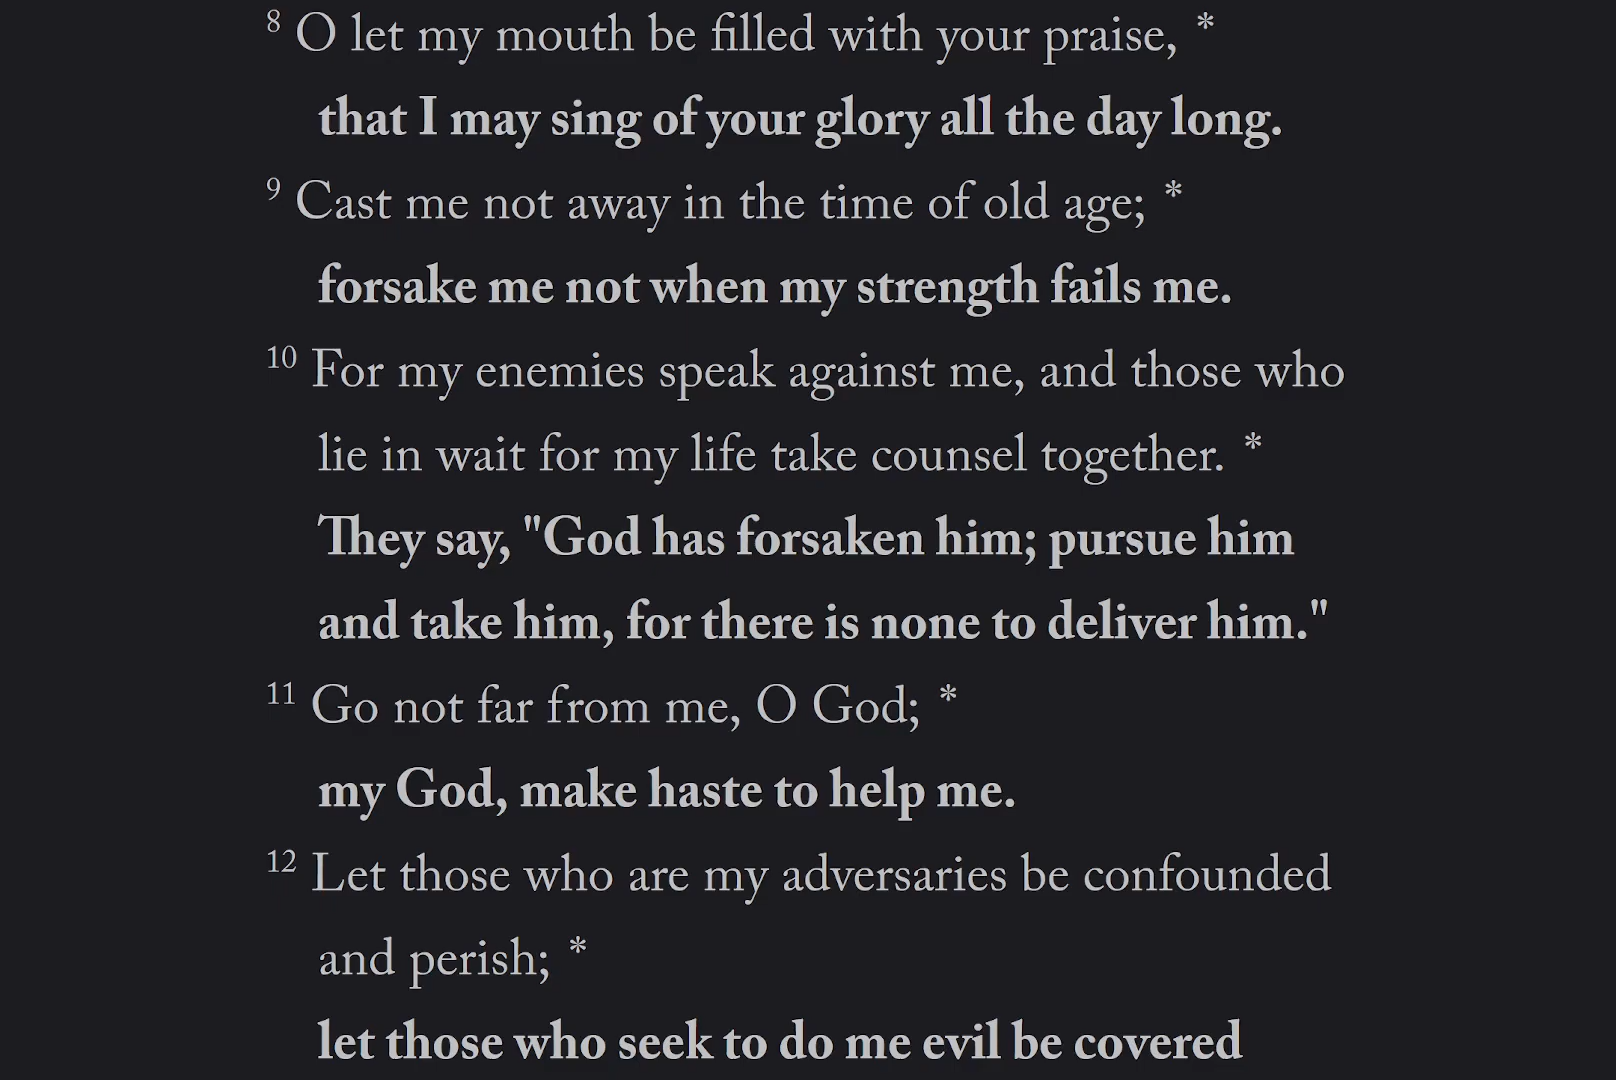 8 O let my mouth be filled with your praise, *
that I may sing of your glory all the day long.
9 Cast me not away in the time of old age; *
forsake me not when my strength fails me.
10 For my enemies speak against me, and those who
lie in wait for my life take counsel together. *
They say, "God has forsaken him; pursue him
and take him, for there is none to deliver him."
11 Go not far from me, O God; *
my God, make haste to help me.
12 Let those who are my adversaries be confounded
and perish; *
let those who seek to do me evil be covered